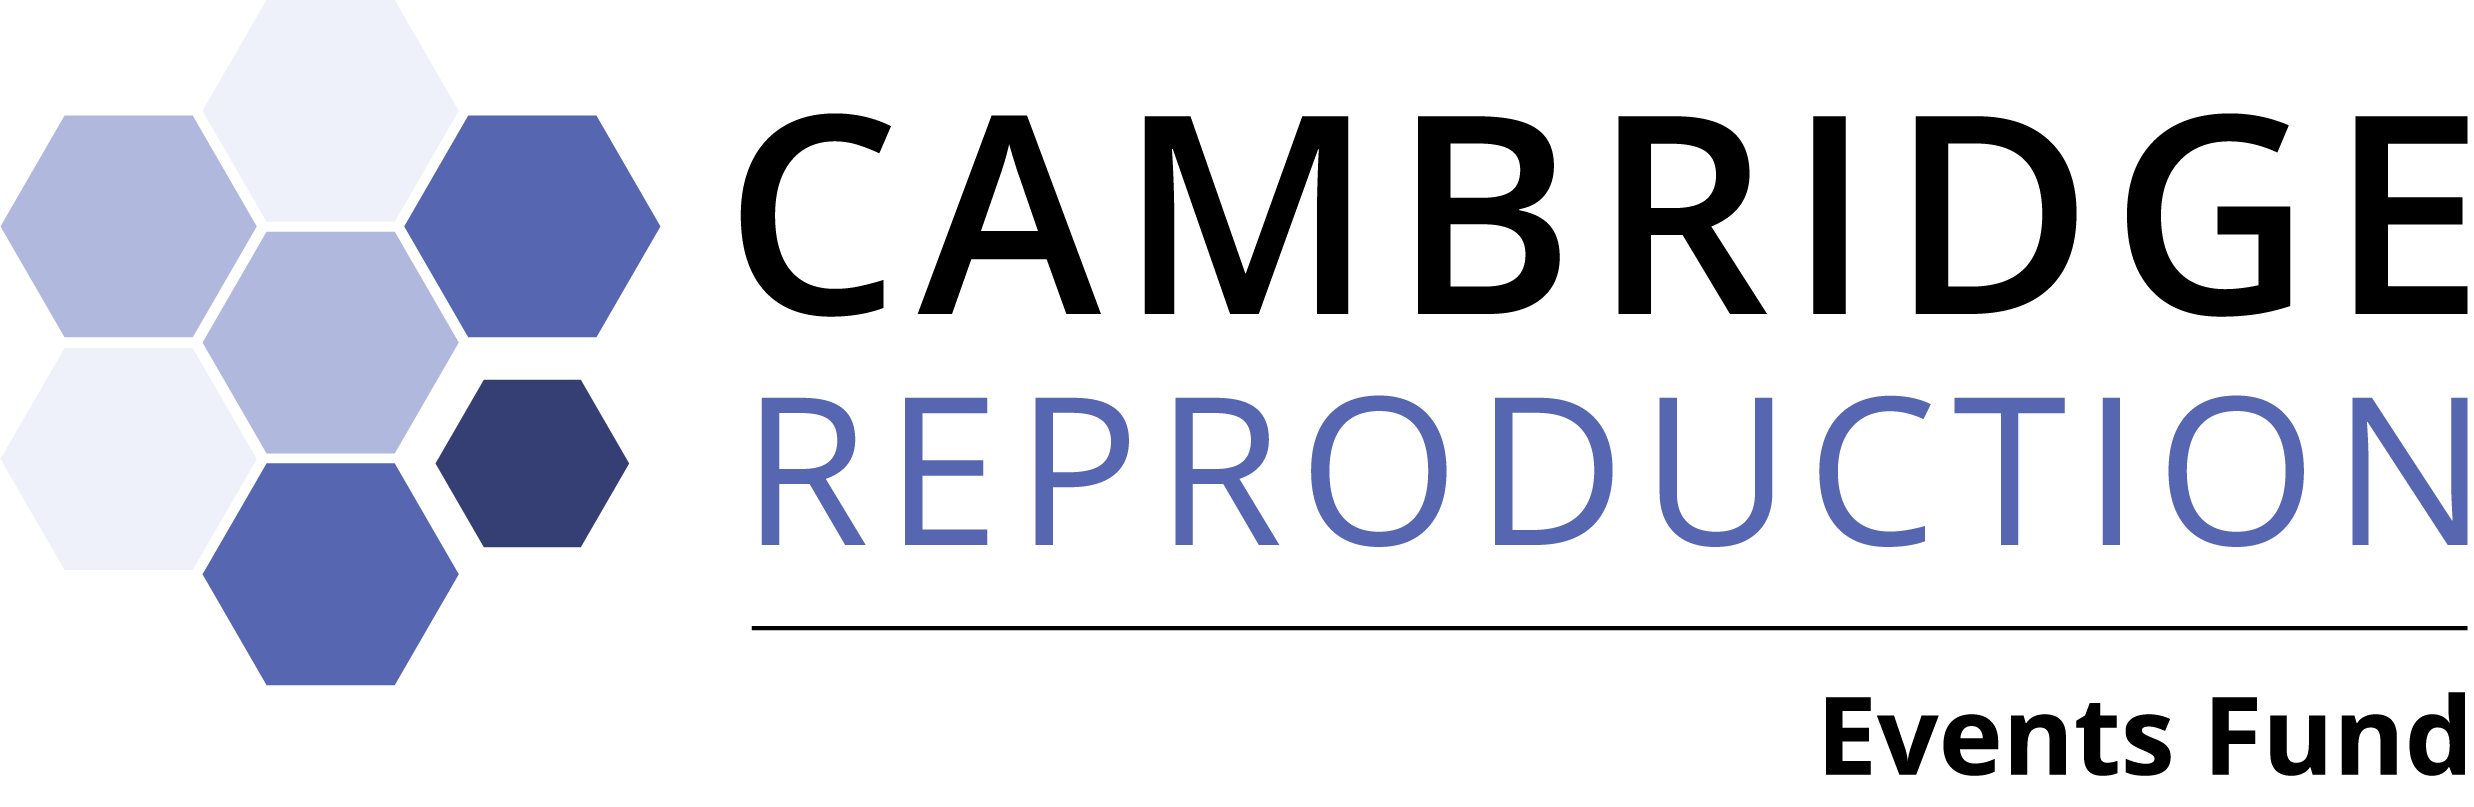 CAMBRIDGE
REPRODUCTION
Events Fund